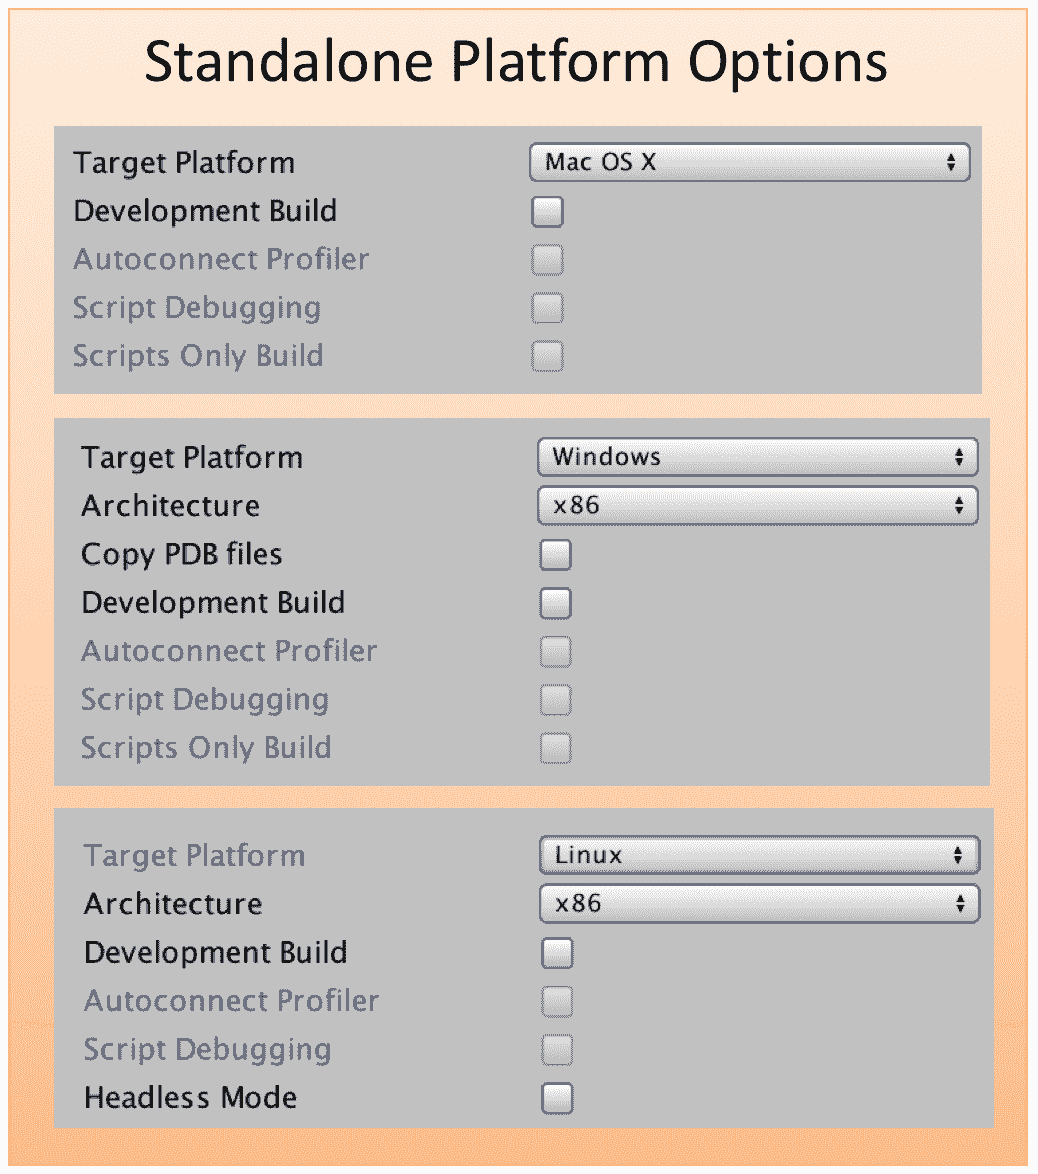 Standalone Platform Options
Target Platform Mac OS X
Development Build
Autoconnect Profiler
Script Debugging
Scripts Only Build
Target Platform Windows
Architecture x86
Copy PDB files
Development Build
Autoconnect Profiler
Script Debugging
Scripts Only Build
Target Platform Linux
Architecture x86
Development Build
Autoconnect Profiler
Script Debugging
Headless Mode